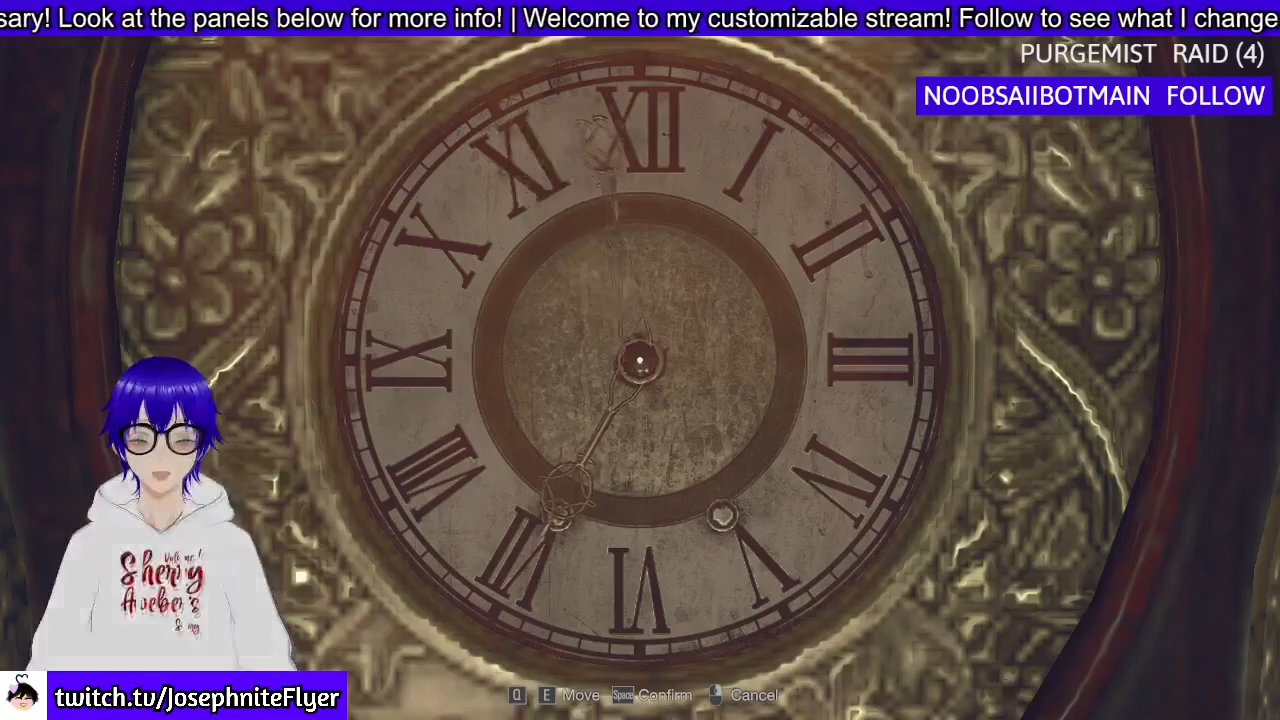 sary! Look at the panels below for more info! | Welcome to my customizable stream! Follow to see what I change
PURGEMIST RAID (4)
NOOBSAIIBOTMAIN FOLLOW
XII
I
II
III
IV
V
VI
VII
VIII
IX
X
XI
Sherry
twitch.tv/JosephniteFlyer
Q E Move Space Confirm Cancel